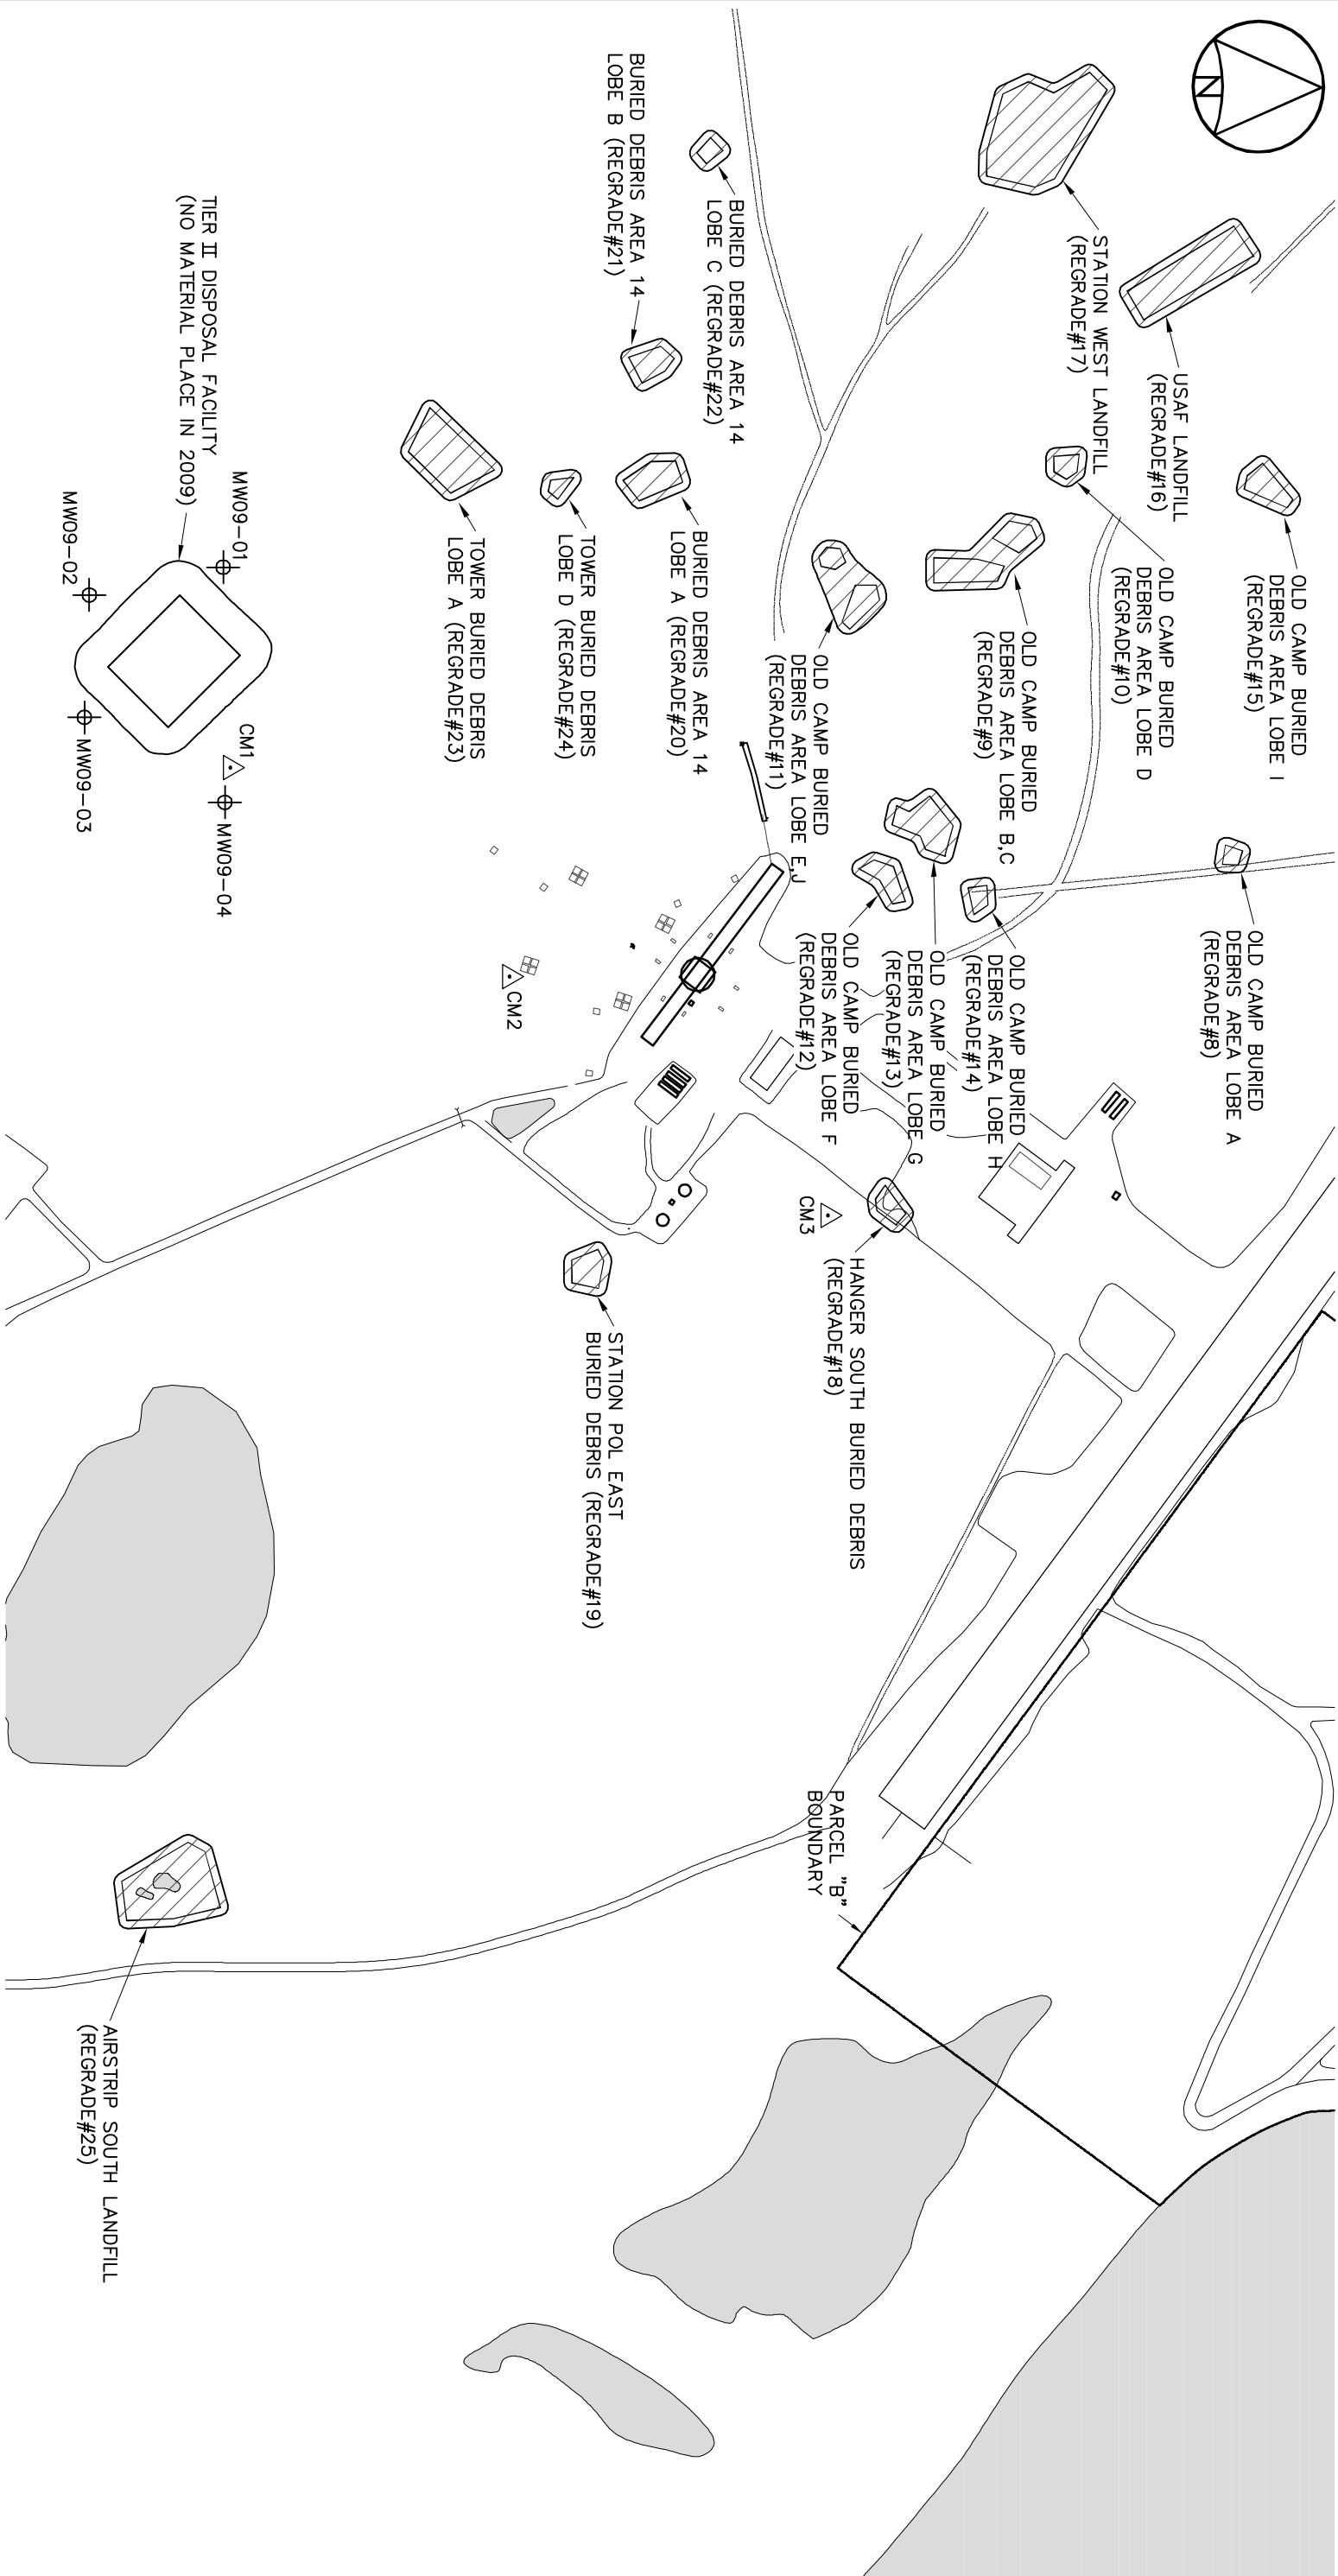 N
USAF LANDFILL
(REGRADE#16)
STATION WEST LANDFILL
(REGRADE#17)
OLD CAMP BURIED
DEBRIS AREA LOBE I
(REGRADE#15)
OLD CAMP BURIED
DEBRIS AREA LOBE D
(REGRADE#10)
OLD CAMP BURIED
DEBRIS AREA LOBE A
(REGRADE#8)
OLD CAMP BURIED
DEBRIS AREA LOBE B,C
(REGRADE#9)
OLD CAMP BURIED
DEBRIS AREA LOBE H
(REGRADE#14)
OLD CAMP BURIED
DEBRIS AREA LOBE G
(REGRADE#13)
OLD CAMP BURIED
DEBRIS AREA LOBE F
(REGRADE#12)
OLD CAMP BURIED
DEBRIS AREA LOBE E,J
(REGRADE#11)
HANGER SOUTH BURIED DEBRIS
(REGRADE#18)
CM3
PARCEL "B"
BOUNDARY
BURIED DEBRIS AREA 14
LOBE C (REGRADE#22)
BURIED DEBRIS AREA 14
LOBE B (REGRADE#21)
BURIED DEBRIS AREA 14
LOBE A (REGRADE#20)
TOWER BURIED DEBRIS
LOBE D (REGRADE#24)
TOWER BURIED DEBRIS
LOBE A (REGRADE#23)
STATION POL EAST
BURIED DEBRIS (REGRADE#19)
CM2
TIER II DISPOSAL FACILITY
(NO MATERIAL PLACE IN 2009)
MW09-01
CM1
MW09-04
MW09-02
MW09-03
AIRSTRIP SOUTH LANDFILL
(REGRADE#25)